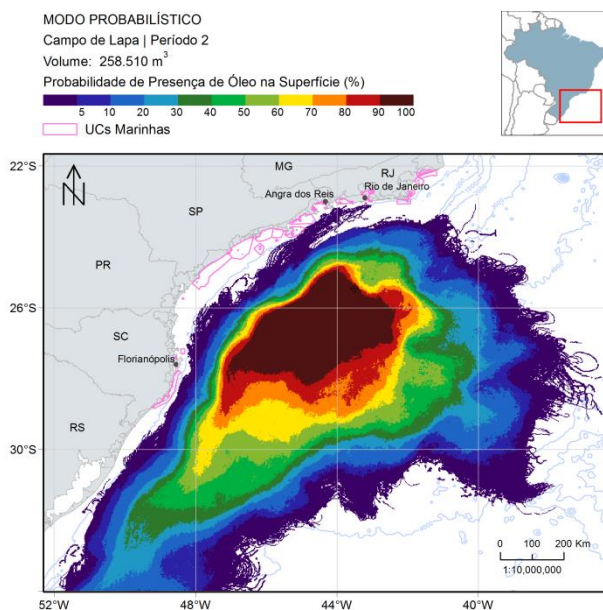 MODO PROBABILÍSTICO
Campo de Lapa | Período 2
Volume: 258.510 m³
Probabilidade de Presença de Óleo na Superfície (%)
5 10 20 30 40 50 60 70 80 90 100
UCs Marinhas
22°S
N
MG
RJ
Rio de Janeiro
Angra dos Reis
SP
PR
26°S
SC
Florianópolis
30°S
RS
0 100 200 Km
1:10,000,000
52°W 48°W 44°W 40°W